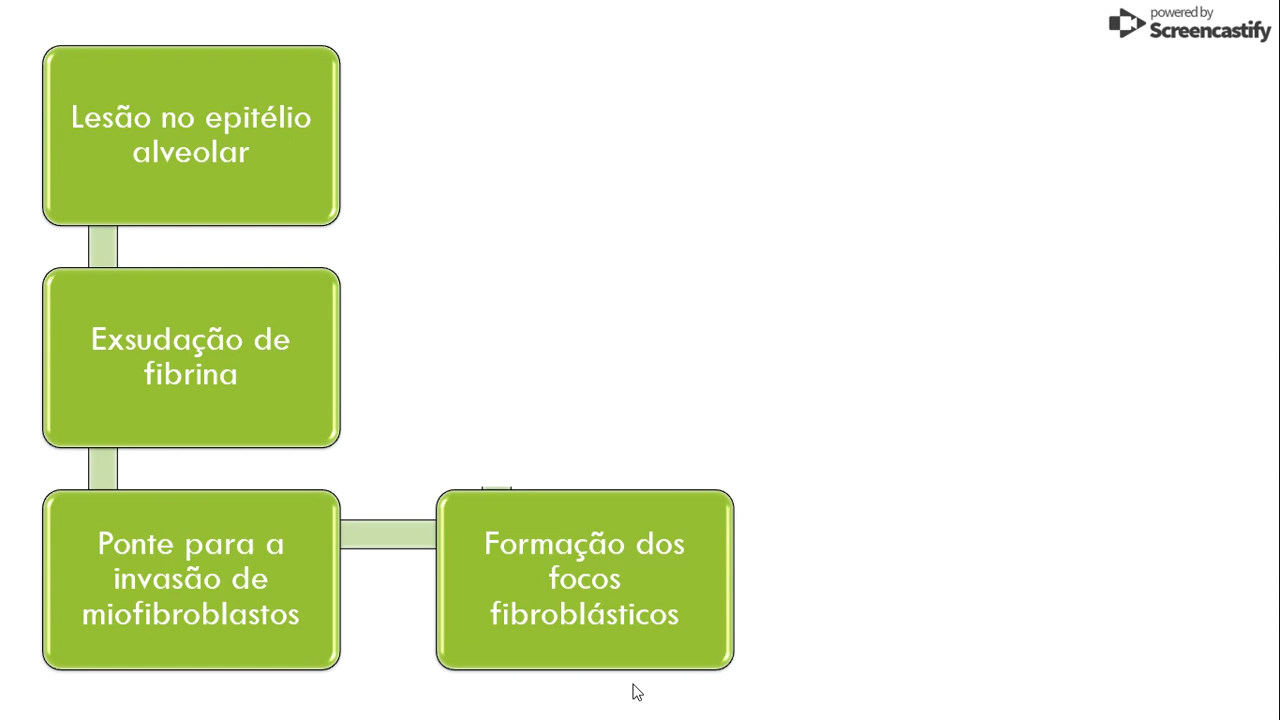 powered by
Screencastify
Lesão no epitélio
alveolar
Exsudação de
fibrina
Ponte para a
invasão de
miofibroblastos
Formação dos
focos
fibroblásticos